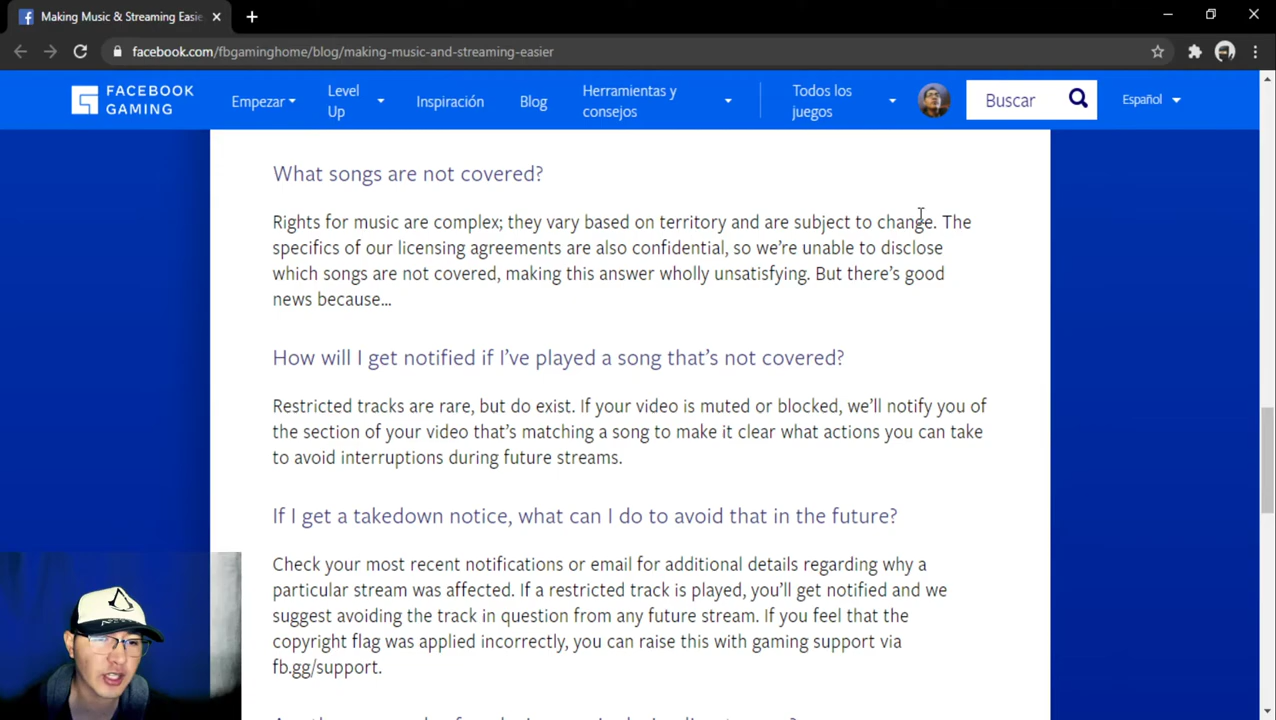 Making Music & Streaming Easie
facebook.com/fbgaminghome/blog/making-music-and-streaming-easier
FACEBOOK
GAMING
Empezar
Level
Up
Inspiración
Blog
Herramientas y
consejos
Todos los
juegos
Buscar
Español
What songs are not covered?
Rights for music are complex; they vary based on territory and are subject to change. The
specifics of our licensing agreements are also confidential, so we’re unable to disclose
which songs are not covered, making this answer wholly unsatisfying. But there’s good
news because…
How will I get notified if I’ve played a song that’s not covered?
Restricted tracks are rare, but do exist. If your video is muted or blocked, we’ll notify you of
the section of your video that’s matching a song to make it clear what actions you can take
to avoid interruptions during future streams.
If I get a takedown notice, what can I do to avoid that in the future?
Check your most recent notifications or email for additional details regarding why a
particular stream was affected. If a restricted track is played, you’ll get notified and we
suggest avoiding the track in question from any future stream. If you feel that the
copyright flag was applied incorrectly, you can raise this with gaming support via
fb.gg/support.